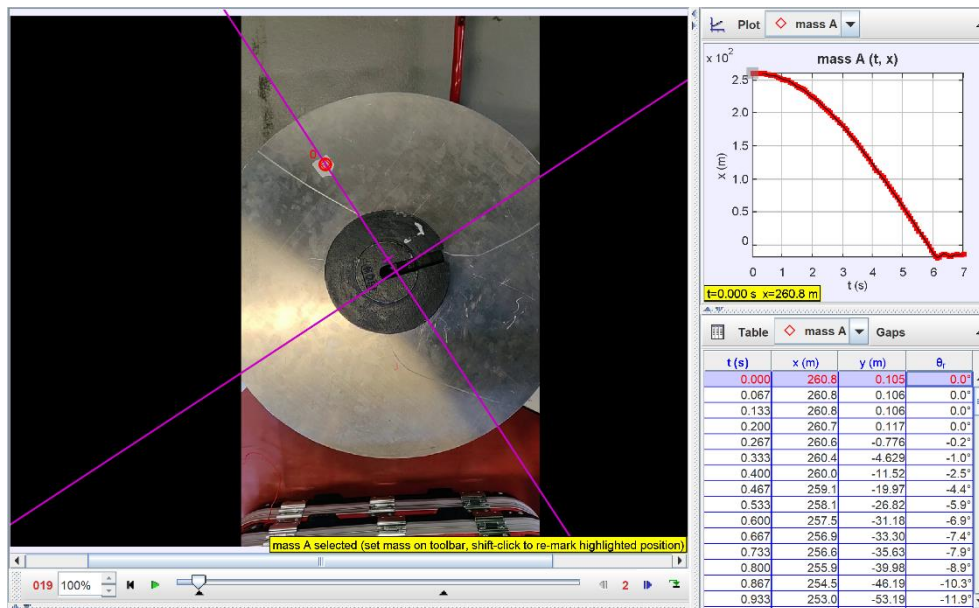 Plot mass A
x 10²
mass A (t, x)
2.5
2.0
1.5
1.0
0.5
0
x (m)
0 1 2 3 4 5 6 7
t (s)
t=0.000 s x=260.8 m
0
mass A selected (set mass on toolbar, shift-click to re-mark highlighted position)
019 100% 2
Table mass A Gaps
t (s) x (m) y (m) θr
0.000 260.8 0.105 0.0°
0.067 260.8 0.106 0.0°
0.133 260.8 0.106 0.0°
0.200 260.7 0.117 0.0°
0.267 260.6 -0.776 -0.2°
0.333 260.4 -4.629 -1.0°
0.400 260.0 -11.52 -2.5°
0.467 259.1 -19.97 -4.4°
0.533 258.1 -26.82 -5.9°
0.600 257.5 -31.18 -6.9°
0.667 256.9 -33.30 -7.4°
0.733 256.6 -35.63 -7.9°
0.800 255.9 -39.98 -8.9°
0.867 254.5 -46.19 -10.3°
0.933 253.0 -53.19 -11.9°